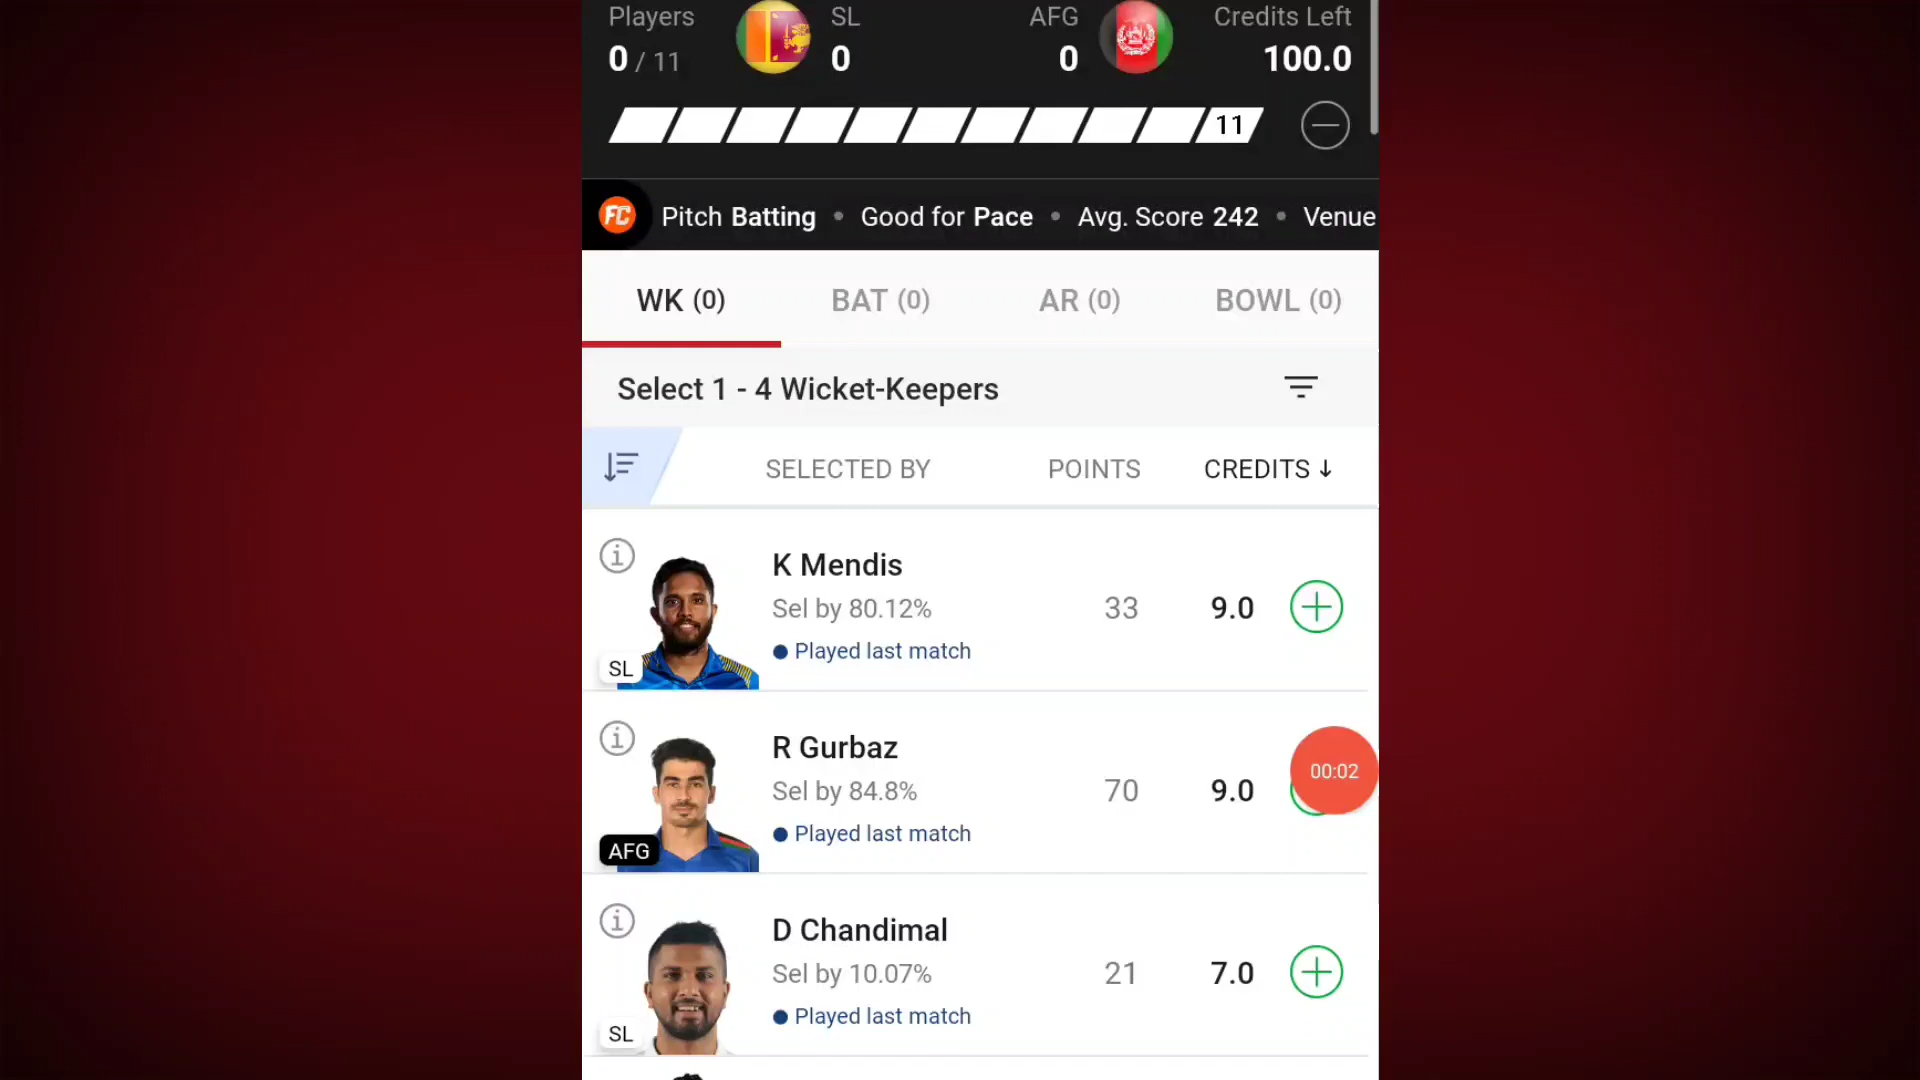 Players SL AFG Credits Left
0 / 11 0 0 100.0
11
FC Pitch Batting • Good for Pace • Avg. Score 242 • Venue
WK (0) BAT (0) AR (0) BOWL (0)
Select 1 - 4 Wicket-Keepers
SELECTED BY POINTS CREDITS ↓
K Mendis
Sel by 80.12% 33 9.0
Played last match
SL
R Gurbaz
Sel by 84.8% 70 9.0
00:02
Played last match
AFG
D Chandimal
Sel by 10.07% 21 7.0
Played last match
SL